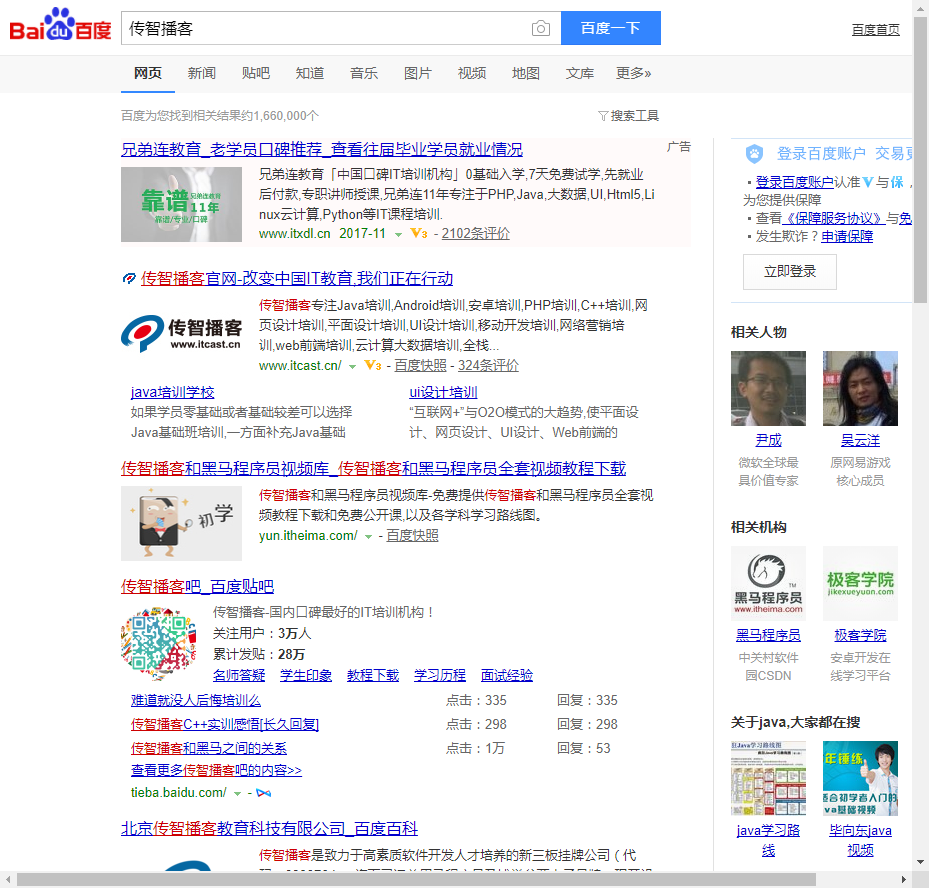 Bai du 百度
传智播客
百度一下
百度首页
网页 新闻 贴吧 知道 音乐 图片 视频 地图 文库 更多»
百度为您找到相关结果约1,660,000个
搜索工具
兄弟连教育_老学员口碑推荐_查看往届毕业学员就业情况
广告
靠谱 兄弟连教育 11年
靠谱/专业/口碑
兄弟连教育「中国口碑IT培训机构」0基础入学,7天免费试学,先就业
后付款,专职讲师授课,兄弟连11年专注于PHP,Java,大数据,UI,Html5,Li
nux云计算,Python等IT课程培训.
www.itxdl.cn 2017-11 V3 - 2102条评价
传智播客官网-改变中国IT教育,我们正在行动
传智播客
www.itcast.cn
传智播客专注Java培训,Android培训,安卓培训,PHP培训,C++培训,网
页设计培训,平面设计培训,UI设计培训,移动开发培训,网络营销培
训,web前端培训,云计算大数据培训,全栈...
www.itcast.cn/ V3 - 百度快照 - 324条评价
java培训学校
如果学员零基础或者基础较差可以选择
Java基础班培训,一方面补充Java基础
ui设计培训
“互联网+”与O2O模式的大趋势,使平面设
计、网页设计、UI设计、Web前端的
传智播客和黑马程序员视频库_传智播客和黑马程序员全套视频教程下载
初学
传智播客和黑马程序员视频库-免费提供传智播客和黑马程序员全套视
频教程下载和免费公开课,以及各学科学习路线图。
yun.itheima.com/ - 百度快照
传智播客吧_百度贴吧
传智播客-国内口碑最好的IT培训机构！
关注用户：3万人
累计发贴：28万
名师答疑 学生印象 教程下载 学习历程 面试经验
难道就没人后悔培训么 点击：335 回复：335
传智播客C++实训感悟[长久回复] 点击：298 回复：298
传智播客和黑马之间的关系 点击：1万 回复：53
查看更多传智播客吧的内容>>
tieba.baidu.com/ -
北京传智播客教育科技有限公司_百度百科
传智播客是致力于高素质软件开发人才培养的新三板挂牌公司（代
登录百度账户 交易
登录百度账户认准V与保，
为您提供保障
查看《保障服务协议》与免
发生欺诈？申请保障
立即登录
相关人物
尹成
微软全球最
具价值专家
吴云洋
原网易游戏
核心成员
相关机构
黑马程序员 TM
www.itheima.com
极客学院
jikexueyuan.com
黑马程序员
中关村软件
园CSDN
极客学院
安卓开发在
线学习平台
关于java,大家都在搜
年锤练
适合初学者入门的
va基础视频
java学习路
线
毕向东java
视频